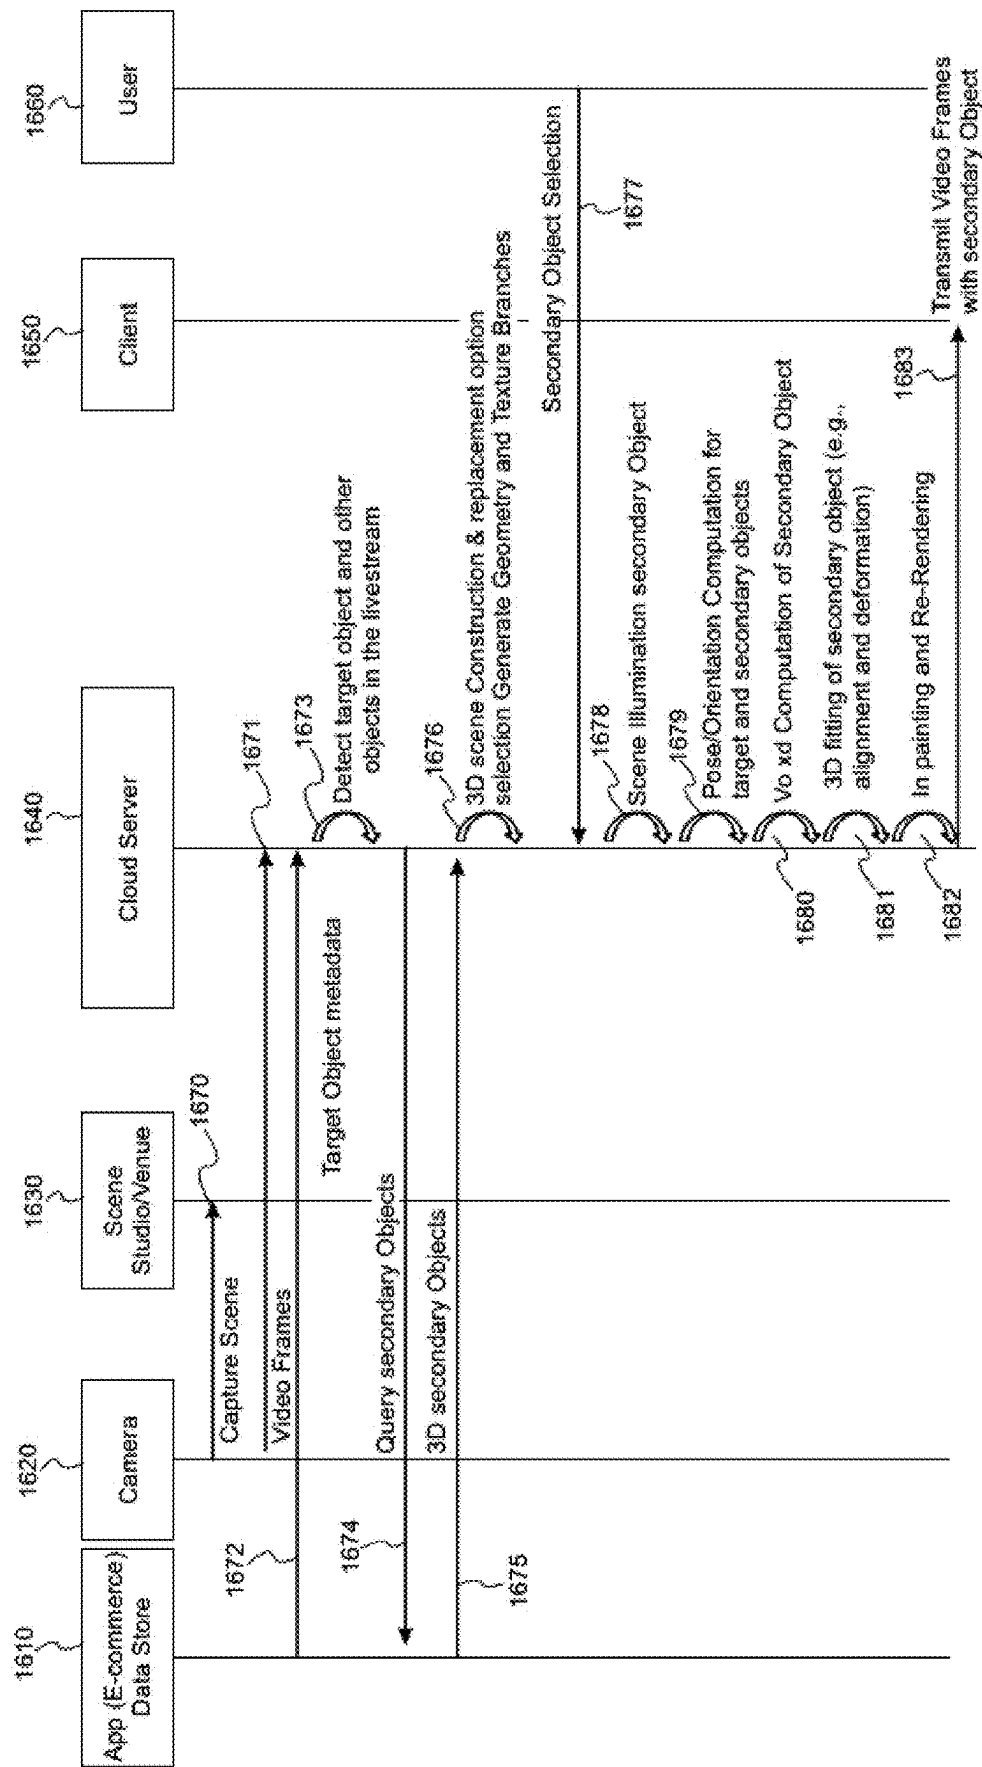 1610
App (E-commerce)
Data Store
1620
Camera
1630
Scene
Studio/Venue
1640
Cloud Server
1650
Client
1660
User
1670
Capture Scene
1671
Video Frames
1672
Target Object metadata
1673
Detect target object and other
objects in the livestream
1674
Query secondary Objects
1675
3D secondary Objects
1676
3D scene Construction & replacement option
selection Generate Geometry and Texture Branches
Secondary Object Selection
1677
1678
Scene Illumination secondary Object
1679
Pose/Orientation Computation for
target and secondary objects
1680
Vo xd Computation of Secondary Object
1681
3D fitting of secondary object (e.g.,
alignment and deformation)
1682
In painting and Re-Rendering
1683
Transmit Video Frames
with secondary Object